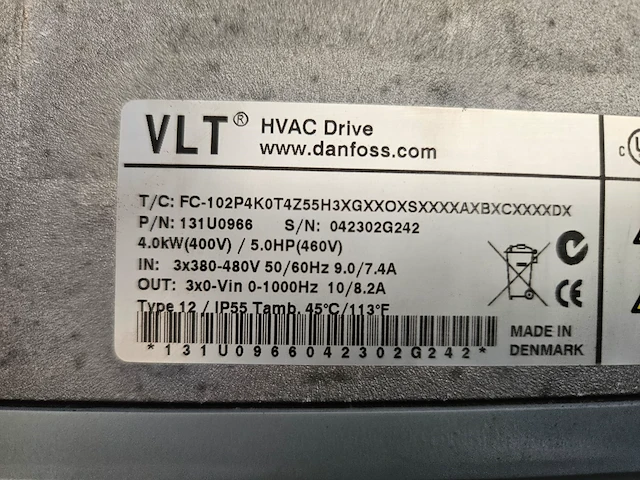 VLT® HVAC Drive
www.danfoss.com
T/C: FC-102P4K0T4Z55H3XGXXOXSXXXXAXBXCXXXXDX
P/N: 131U0966 S/N: 042302G242
4.0kW(400V) / 5.0HP(460V)
IN: 3x380-480V 50/60Hz 9.0/7.4A
OUT: 3x0-Vin 0-1000Hz 10/8.2A
Type 12 / IP55 Tamb. 45°C/113°F
*131U0966042302G242*
CE
MADE IN
DENMARK
c